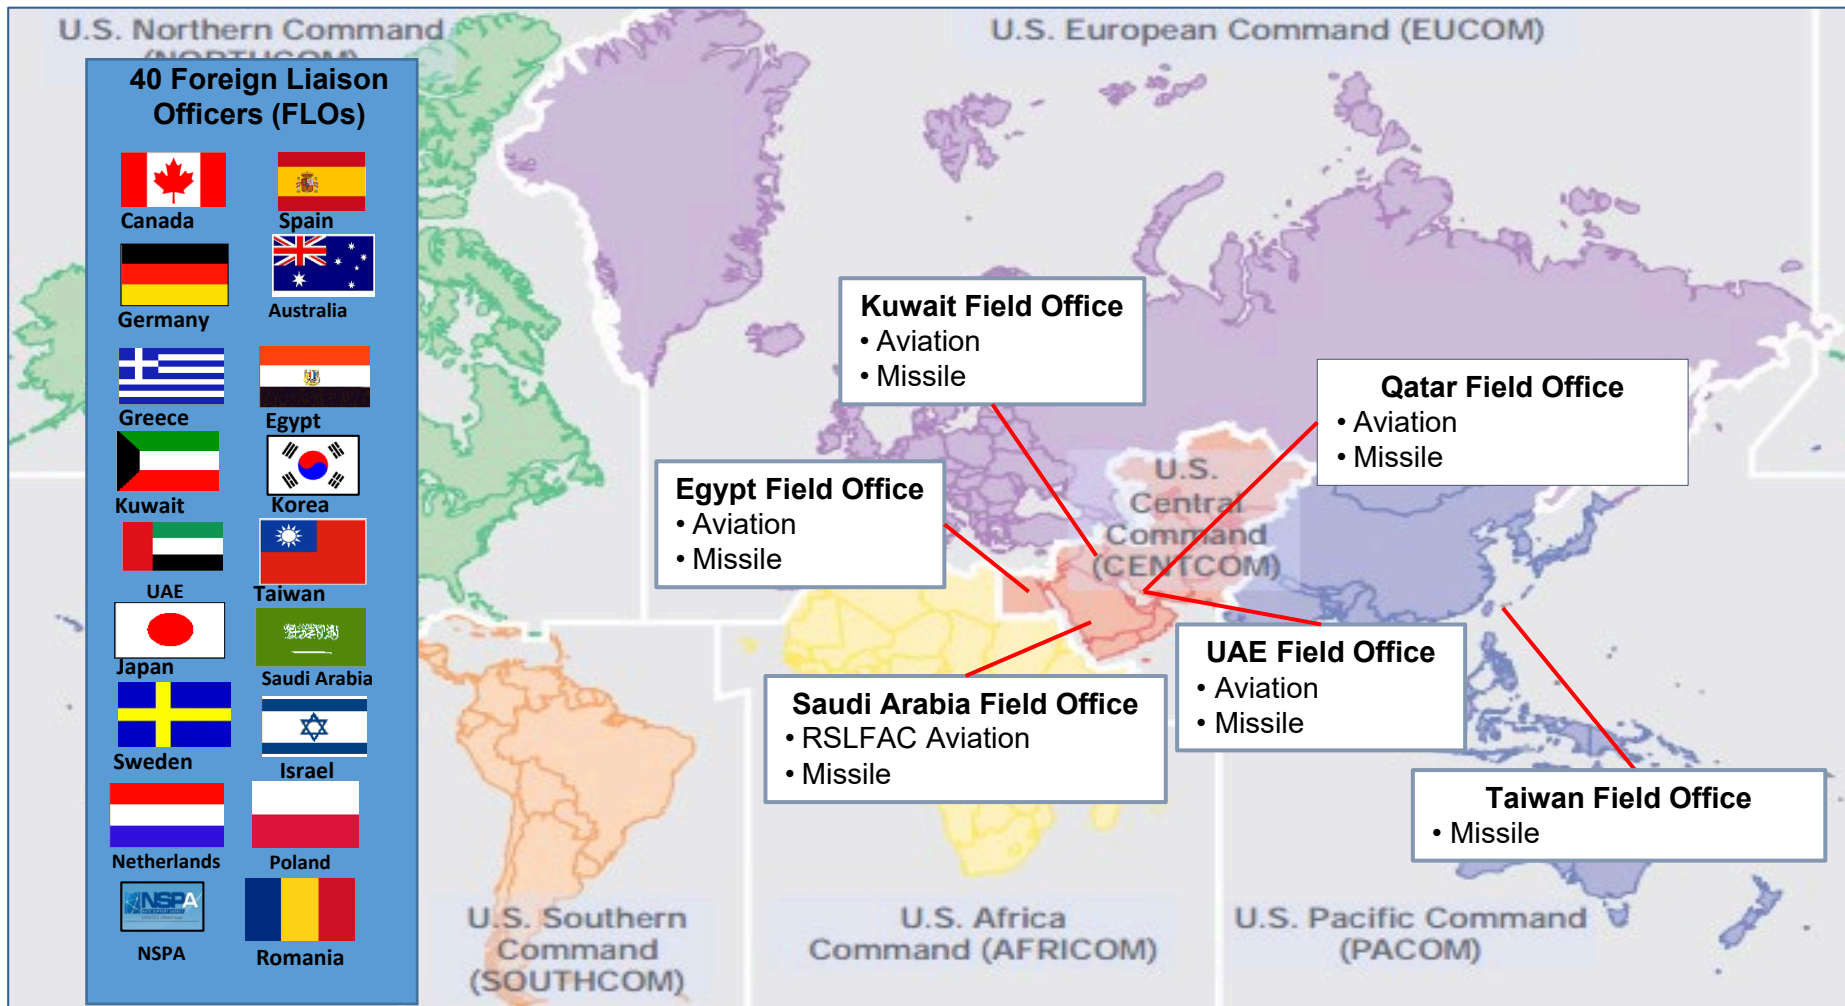 U.S. Northern Command
(NORTHCOM)
U.S. European Command (EUCOM)
40 Foreign Liaison
Officers (FLOs)
Canada
Spain
Germany
Australia
Greece
Egypt
Kuwait
Korea
UAE
Taiwan
Japan
Saudi Arabia
Sweden
Israel
Netherlands
Poland
NSPA
NSPA
Romania
Kuwait Field Office
• Aviation
• Missile
Qatar Field Office
• Aviation
• Missile
Egypt Field Office
• Aviation
• Missile
U.S.
Central
Command
(CENTCOM)
UAE Field Office
• Aviation
• Missile
Saudi Arabia Field Office
• RSLFAC Aviation
• Missile
Taiwan Field Office
• Missile
U.S. Southern
Command
(SOUTHCOM)
U.S. Africa
Command (AFRICOM)
U.S. Pacific Command
(PACOM)